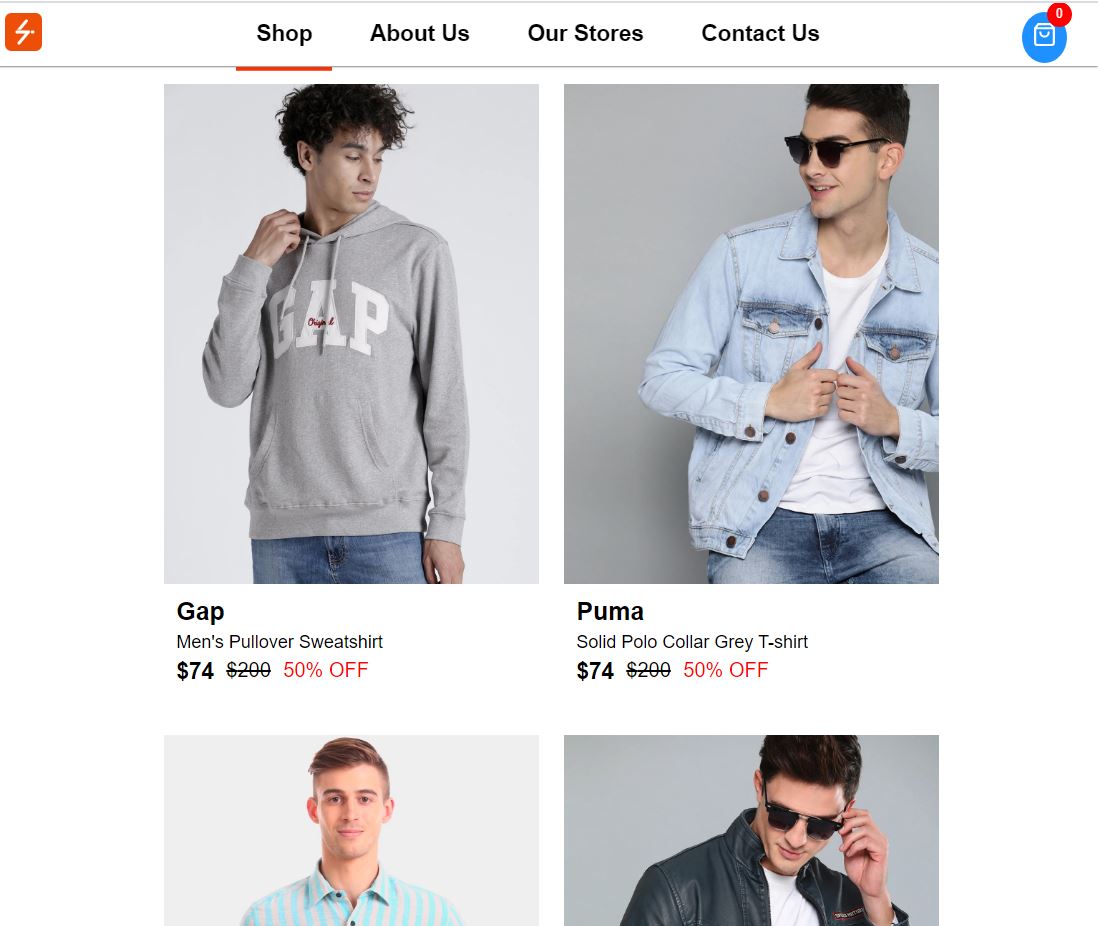 Shop About Us Our Stores Contact Us
0
GAP
Original
Gap
Men's Pullover Sweatshirt
$74 $200 50% OFF
Puma
Solid Polo Collar Grey T-shirt
$74 $200 50% OFF